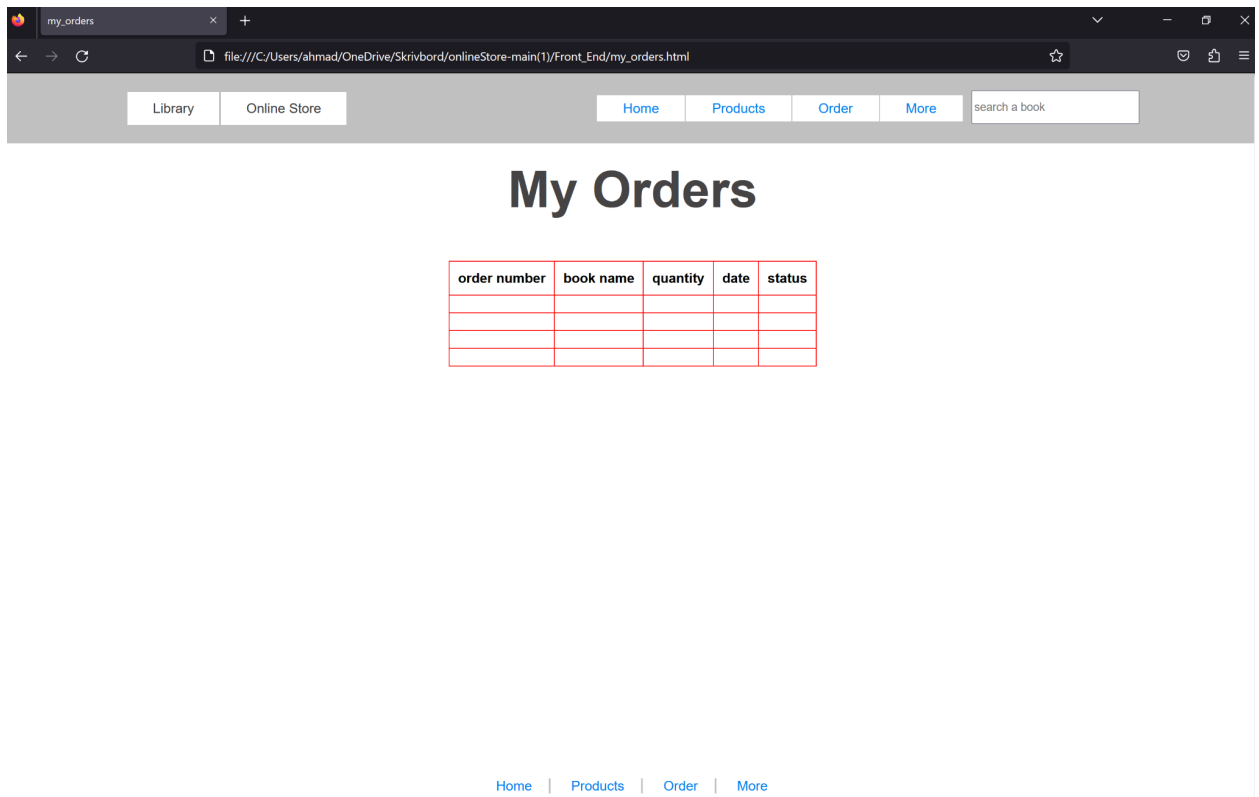 my_orders
file:///C:/Users/ahmad/OneDrive/Skrivbord/onlineStore-main(1)/Front_End/my_orders.html
Library Online Store Home Products Order More search a book
My Orders
order number book name quantity date status
Home | Products | Order | More